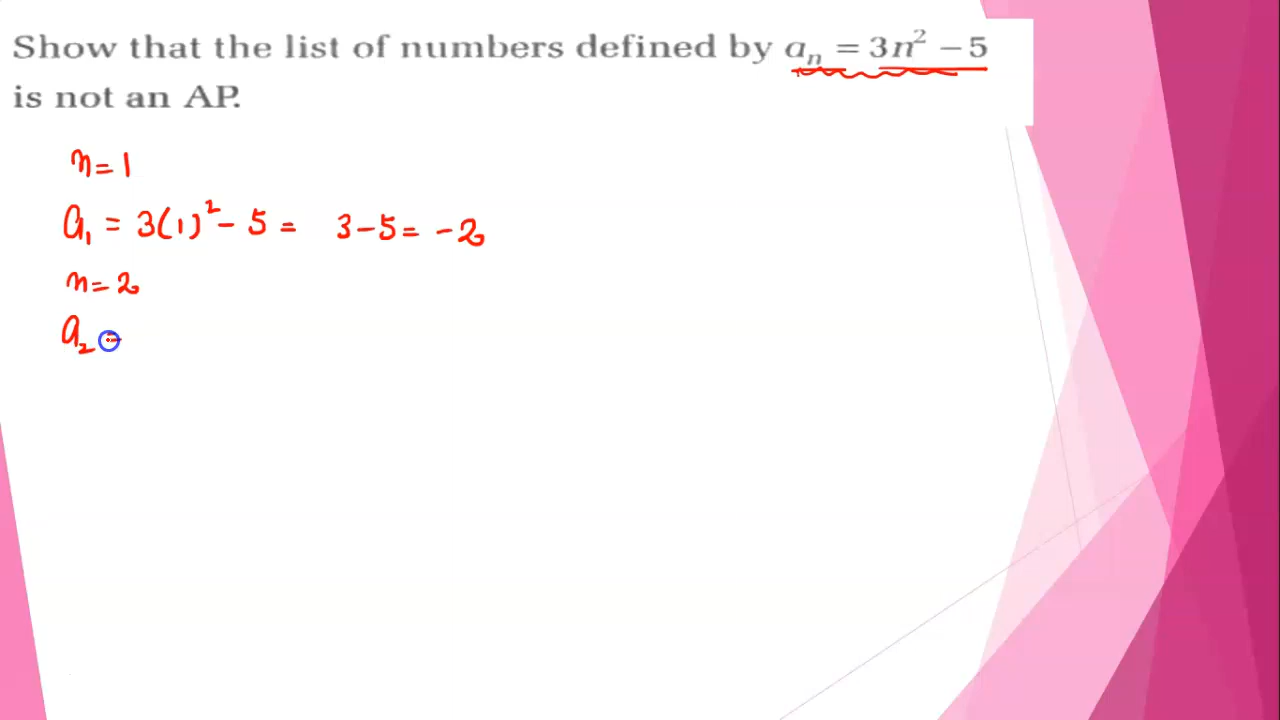 Show that the list of numbers defined by aₙ = 3n² – 5
is not an AP.
n = 1
a₁ = 3(1)² - 5 = 3 - 5 = -2
n = 2
a₂ =